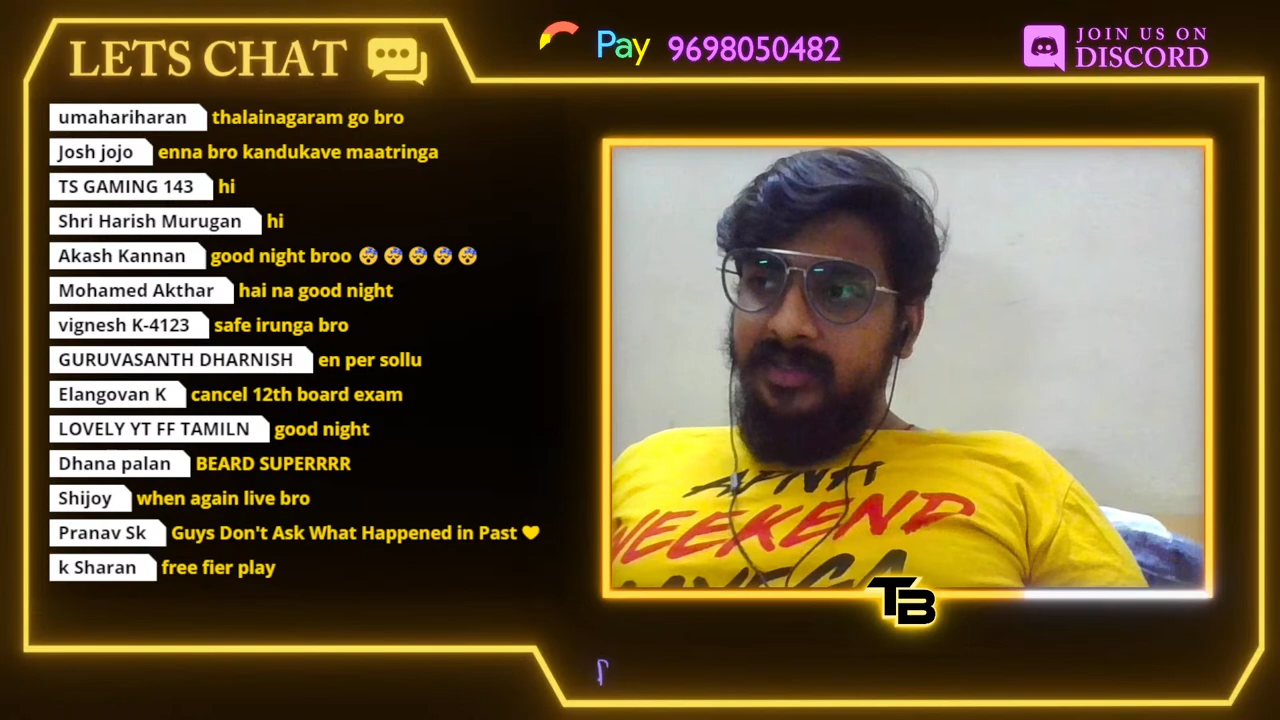 LETS CHAT
Pay 9698050482
JOIN US ON
DISCORD
umahariharan thalainagaram go bro
Josh jojo enna bro kandukave maatringa
TS GAMING 143 hi
Shri Harish Murugan hi
Akash Kannan good night broo 😴😴😴😴😴
Mohamed Akthar hai na good night
vignesh K-4123 safe irunga bro
GURUVASANTH DHARNISH en per sollu
Elangovan K cancel 12th board exam
LOVELY YT FF TAMILN good night
Dhana palan BEARD SUPERRRR
Shijoy when again live bro
Pranav Sk Guys Don't Ask What Happened in Past 💛
k Sharan free fier play
APNA
WEEKEND
TB